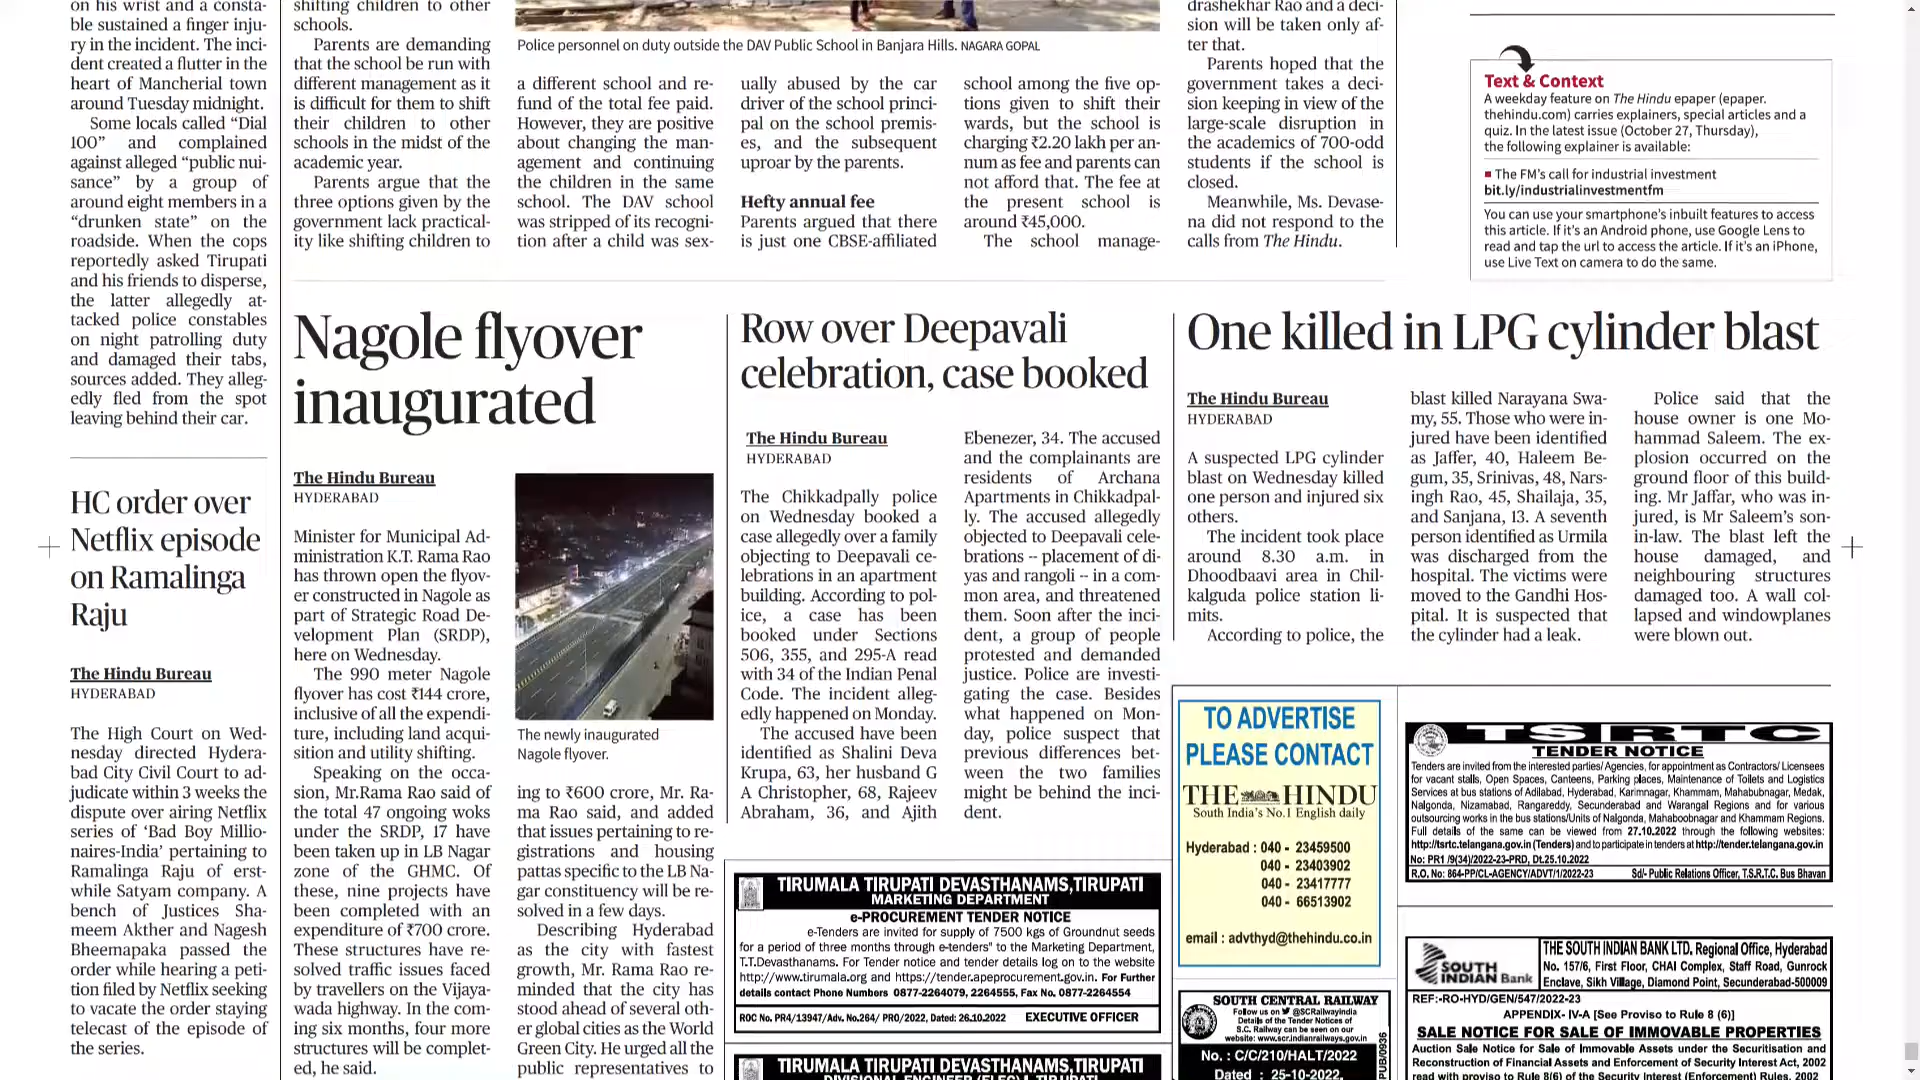 on his wrist and a consta-
ble sustained a finger inju-
ry in the incident. The inci-
dent created a flutter in the
heart of Mancherial town
around Tuesday midnight.
Some locals called “Dial
100” and complained
against alleged “public nui-
sance” by a group of
around eight members in a
“drunken state” on the
roadside. When the cops
reportedly asked Tirupati
and his friends to disperse,
the latter allegedly at-
tacked police constables
on night patrolling duty
and damaged their tabs,
sources added. They alleg-
edly fled from the spot
leaving behind their car.
HC order over
Netflix episode
on Ramalinga
Raju
The Hindu Bureau
HYDERABAD
The High Court on Wed-
nesday directed Hydera-
bad City Civil Court to ad-
judicate within 3 weeks the
dispute over airing Netflix
series of ‘Bad Boy Millio-
naires-India’ pertaining to
Ramalinga Raju of erst-
while Satyam company. A
bench of Justices Sha-
meem Akther and Nagesh
Bheemapaka passed the
order while hearing a peti-
tion filed by Netflix seeking
to vacate the order staying
telecast of the episode of
the series.
shifting children to other
schools.
Parents are demanding
that the school be run with
different management as it
is difficult for them to shift
their children to other
schools in the midst of the
academic year.
Parents argue that the
three options given by the
government lack practical-
ity like shifting children to
Police personnel on duty outside the DAV Public School in Banjara Hills. NAGARA GOPAL
a different school and re-
fund of the total fee paid.
However, they are positive
about changing the man-
agement and continuing
the children in the same
school. The DAV school
was stripped of its recogni-
tion after a child was sex-
ually abused by the car
driver of the school princi-
pal on the school premis-
es, and the subsequent
uproar by the parents.
Hefty annual fee
Parents argued that there
is just one CBSE-affiliated
school among the five op-
tions given to shift their
wards, but the school is
charging ₹2.20 lakh per an-
num as fee and parents can
not afford that. The fee at
the present school is
around ₹45,000.
The school manage-
drashekhar Rao and a deci-
sion will be taken only af-
ter that.
Parents hoped that the
government takes a deci-
sion keeping in view of the
large-scale disruption in
the academics of 700-odd
students if the school is
closed.
Meanwhile, Ms. Devase-
na did not respond to the
calls from The Hindu.
Text & Context
A weekday feature on The Hindu epaper (epaper.
thehindu.com) carries explainers, special articles and a
quiz. In the latest issue (October 27, Thursday),
the following explainer is available:
The FM’s call for industrial investment
bit.ly/industrialinvestmentfm
You can use your smartphone’s inbuilt features to access
this article. If it’s an Android phone, use Google Lens to
read and tap the url to access the article. If it’s an iPhone,
use Live Text on camera to do the same.
Nagole flyover
inaugurated
The Hindu Bureau
HYDERABAD
Minister for Municipal Ad-
ministration K.T. Rama Rao
has thrown open the flyov-
er constructed in Nagole as
part of Strategic Road De-
velopment Plan (SRDP),
here on Wednesday.
The 990 meter Nagole
flyover has cost ₹144 crore,
inclusive of all the expendi-
ture, including land acqui-
sition and utility shifting.
Speaking on the occa-
sion, Mr.Rama Rao said of
the total 47 ongoing woks
under the SRDP, 17 have
been taken up in LB Nagar
zone of the GHMC. Of
these, nine projects have
been completed with an
expenditure of ₹700 crore.
These structures have re-
solved traffic issues faced
by travellers on the Vijaya-
wada highway. In the com-
ing six months, four more
structures will be complet-
ed, he said.
The newly inaugurated
Nagole flyover.
ing to ₹600 crore, Mr. Ra-
ma Rao said, and added
that issues pertaining to re-
gistrations and housing
pattas specific to the LB Na-
gar constituency will be re-
solved in a few days.
Describing Hyderabad
as the city with fastest
growth, Mr. Rama Rao re-
minded that the city has
stood ahead of several oth-
er global cities as the World
Green City. He urged all the
public representatives to
Row over Deepavali
celebration, case booked
The Hindu Bureau
HYDERABAD
The Chikkadpally police
on Wednesday booked a
case allegedly over a family
objecting to Deepavali ce-
lebrations in an apartment
building. According to pol-
ice, a case has been
booked under Sections
506, 355, and 295-A read
with 34 of the Indian Penal
Code. The incident alleg-
edly happened on Monday.
The accused have been
identified as Shalini Deva
Krupa, 63, her husband G
A Christopher, 68, Rajeev
Abraham, 36, and Ajith
Ebenezer, 34. The accused
and the complainants are
residents of Archana
Apartments in Chikkadpal-
ly. The accused allegedly
objected to Deepavali cele-
brations -- placement of di-
yas and rangoli -- in a com-
mon area, and threatened
them. Soon after the inci-
dent, a group of people
protested and demanded
justice. Police are investi-
gating the case. Besides
what happened on Mon-
day, police suspect that
previous differences bet-
ween the two families
might be behind the inci-
dent.
One killed in LPG cylinder blast
The Hindu Bureau
HYDERABAD
A suspected LPG cylinder
blast on Wednesday killed
one person and injured six
others.
The incident took place
around 8.30 a.m. in
Dhoodbaavi area in Chil-
kalguda police station li-
mits.
According to police, the
blast killed Narayana Swa-
my, 55. Those who were in-
jured have been identified
as Jaffer, 40, Haleem Be-
gum, 35, Srinivas, 48, Nars-
ingh Rao, 45, Shailaja, 35,
and Sanjana, 13. A seventh
person identified as Urmila
was discharged from the
hospital. The victims were
moved to the Gandhi Hos-
pital. It is suspected that
the cylinder had a leak.
Police said that the
house owner is one Mo-
hammad Saleem. The ex-
plosion occurred on the
ground floor of this build-
ing. Mr Jaffar, who was in-
jured, is Mr Saleem’s son-
in-law. The blast left the
house damaged, and
neighbouring structures
damaged too. A wall col-
lapsed and windowplanes
were blown out.
TIRUMALA TIRUPATI DEVASTHANAMS,TIRUPATI
MARKETING DEPARTMENT
e-PROCUREMENT TENDER NOTICE
e-Tenders are invited for supply of 7500 kgs of Groundnut seeds
for a period of three months through e-tenders" to the Marketing Department,
T.T.Devasthanams. For Tender notice and tender details log on to the website
http://www.tirumala.org and https://tender.apeprocurement.gov.in. For Further
details contact Phone Numbers 0877-2264079, 2264555, Fax No. 0877-2264554
ROC No. PR4/13947/Adv. No.264/ PRO/2022, Dated: 26.10.2022 EXECUTIVE OFFICER
TIRUMALA TIRUPATI DEVASTHANAMS,TIRUPATI
TO ADVERTISE
PLEASE CONTACT
THE HINDU
South India's No.1 English daily
Hyderabad : 040 - 23459500
040 - 23403902
040 - 23417777
040 - 66513902
email : advthyd@thehindu.co.in
SOUTH CENTRAL RAILWAY
Follow us on @SCRailwayindia
Details of the Tender Notices of
S.C. Railway can be seen on our
website: www.scr.indianrailways.gov.in
No. : C/C/210/HALT/2022
Dated : 25-10-2022.
PUB/0936
TSRTC
TENDER NOTICE
Tenders are invited from the interested parties/ Agencies, for appointment as Contractors/ Licensees
for vacant stalls, Open Spaces, Canteens, Parking places, Maintenance of Toilets and Logistics
Services at bus stations of Adilabad, Hyderabad, Karimnagar, Khammam, Mahabubnagar, Medak,
Nalgonda, Nizamabad, Rangareddy, Secunderabad and Warangal Regions and for various
outsourcing works in the bus stations/Units of Nalgonda, Mahaboobnagar and Khammam Regions.
Full details of the same can be viewed from 27.10.2022 through the following websites:
http://tsrtc.telangana.gov.in (Tenders) and to participate in tenders at http://tender.telangana.gov.in
No: PR1 /9(34)/2022-23-PRD, Dt.25.10.2022
R.O. No: 864-PP/CL-AGENCY/ADVT/1/2022-23 Sd/- Public Relations Officer, T.S.R.T.C. Bus Bhavan
SOUTH
INDIAN Bank
THE SOUTH INDIAN BANK LTD. Regional Office, Hyderabad
No. 157/6, First Floor, CHAI Complex, Staff Road, Gunrock
Enclave, Sikh Village, Diamond Point, Secunderabad-500009
REF:-RO-HYD/GEN/547/2022-23
APPENDIX- IV-A [See Proviso to Rule 8 (6)]
SALE NOTICE FOR SALE OF IMMOVABLE PROPERTIES
Auction Sale Notice for Sale of Immovable Assets under the Securitisation and
Reconstruction of Financial Assets and Enforcement of Security Interest Act, 2002
read with proviso to Rule 8(6) of the Security Interest (Enforcement) Rules, 2002